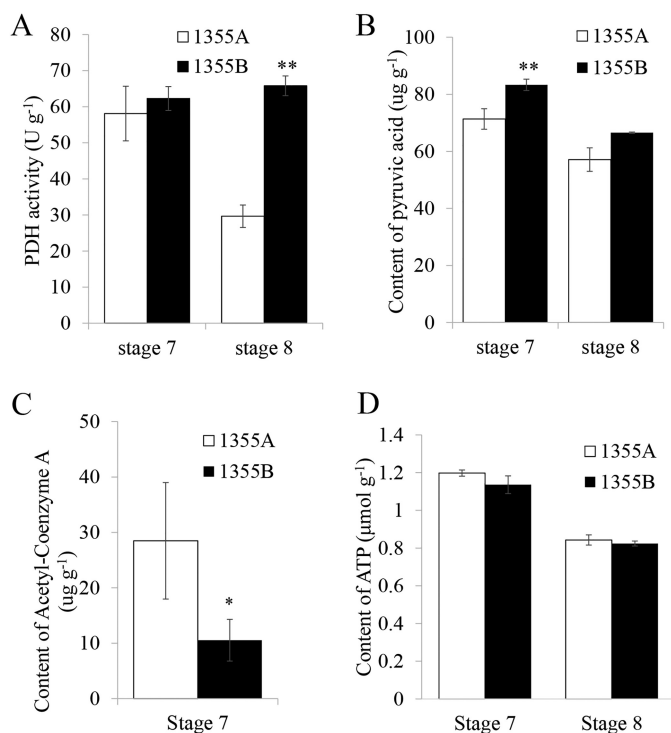 A
1355A
1355B
PDH activity (U g-1)
80
70
60
50
40
30
20
10
0
**
stage 7
stage 8
B
1355A
1355B
Content of pyruvic acid (ug g-1)
100
80
60
40
20
0
**
stage 7
stage 8
C
1355A
1355B
Content of Acetyl-Coenzyme A
(ug g-1)
50
40
30
20
10
0
*
Stage 7
D
1355A
1355B
Content of ATP (µmol g-1)
1.4
1.2
1
0.8
0.6
0.4
0.2
0
Stage 7
Stage 8